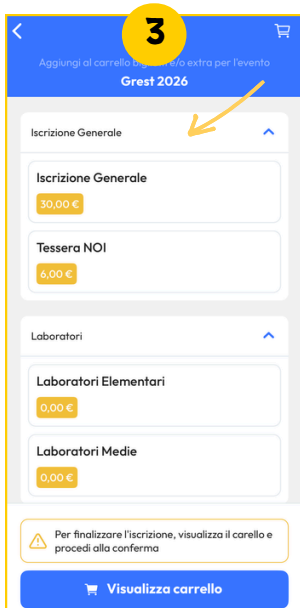 3
Aggiungi al carrello e/o extra per l'evento
Grest 2026
Iscrizione Generale
Iscrizione Generale
30,00 €
Tessera NOI
6,00 €
Laboratori
Laboratori Elementari
0,00 €
Laboratori Medie
0,00 €
Per finalizzare l'iscrizione, visualizza il carello e
procedi alla conferma
Visualizza carrello